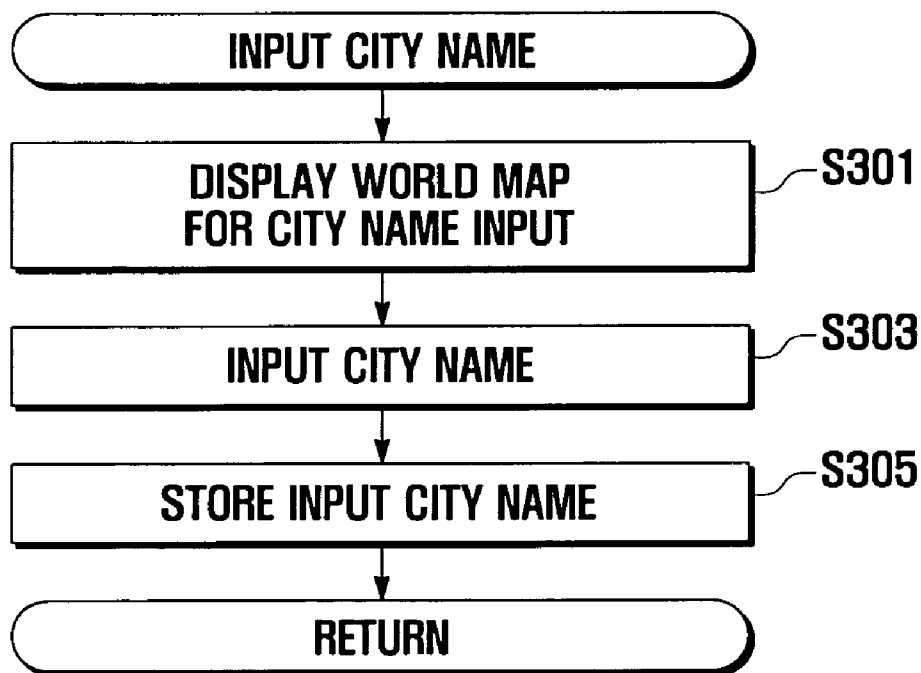 INPUT CITY NAME
DISPLAY WORLD MAP
FOR CITY NAME INPUT
S301
INPUT CITY NAME
S303
STORE INPUT CITY NAME
S305
RETURN